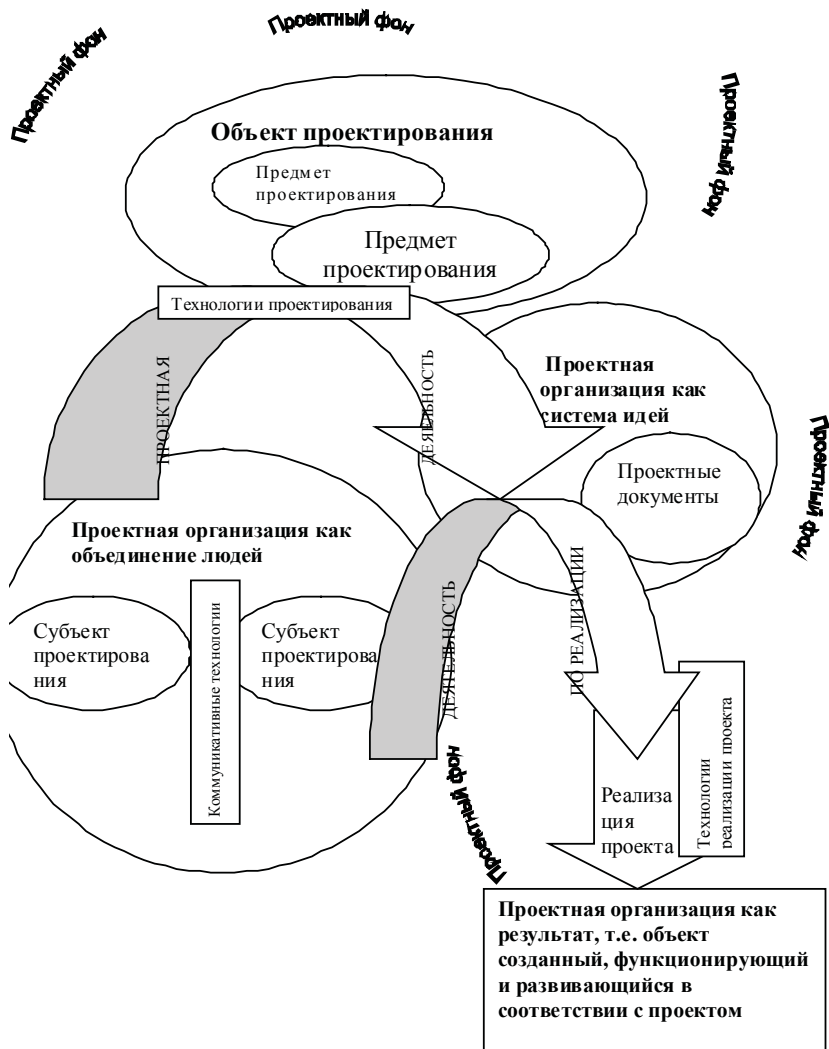 Проектный фон
Проектный фон
Проектный фон
Объект проектирования
Предмет
проектирования
Предмет
проектирования
Технологии проектирования
ПРОЕКТНАЯ
ДЕЯТЕЛЬНОСТЬ
Проектная
организация как
система идей
Проектные
документы
Проектный фон
Проектная организация как
объединение людей
Субъект
проектирова
ния
Коммуникативные технологии
Субъект
проектирова
ния
ДЕЯТЕЛЬНОСТЬ
ПО РЕАЛИЗАЦИИ
Проектный фон
Реализа
ция
проекта
Технологии
реализации проекта
Проектная организация как
результат, т.е. объект
созданный, функционирующий
и развивающийся в
соответствии с проектом